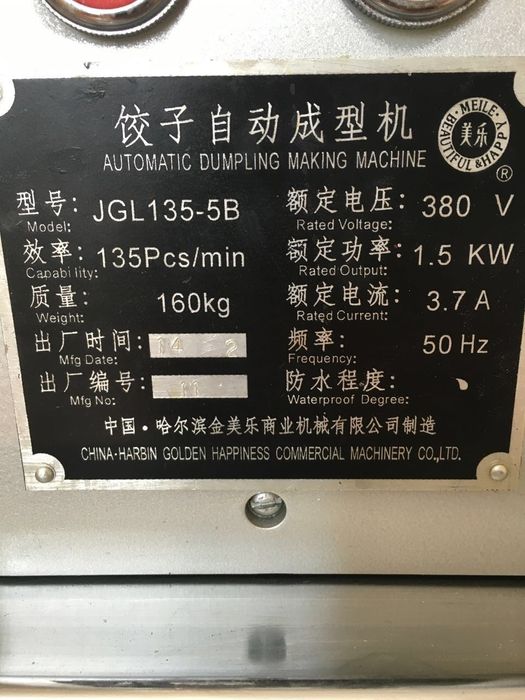 饺子自动成型机
AUTOMATIC DUMPLING MAKING MACHINE
MEILE
美乐
BEAUTIFUL & HAPPY
®
型号: JGL135-5B
Model:
额定电压: 380 V
Rated Voltage:
效率: 135Pcs/min
Capability:
额定功率: 1.5 KW
Rated Output:
质量: 160kg
Weight:
额定电流: 3.7 A
Rated Current:
出厂时间: 14 2
Mfg Date:
频率: 50 Hz
Frequency:
出厂编号: 11
Mfg No:
防水程度:
Waterproof Degree:
中国·哈尔滨金美乐商业机械有限公司制造
CHINA·HARBIN GOLDEN HAPPINESS COMMERCIAL MACHINERY CO.,LTD.